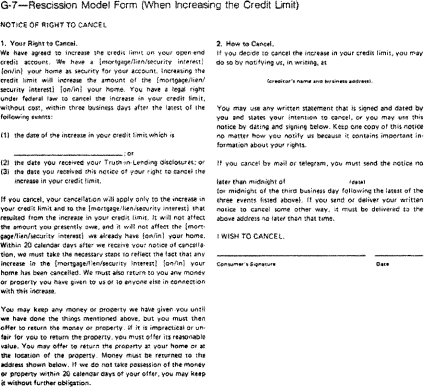 G-7—Rescission Model Form (When Increasing the Credit Limit)
NOTICE OF RIGHT TO CANCEL
1. Your Right to Cancel.
We have agreed to increase the credit limit on your open-end
credit account. We have a [mortgage/lien/security interest]
[on/in] your home as security for your account. Increasing the
credit limit will increase the amount of the [mortgage/lien/
security interest] [on/in] your home. You have a legal right
under federal law to cancel the increase in your credit limit,
without cost, within three business days after the latest of the
following events:
(1) the date of the increase in your credit limit which is
; or
(2) the date you received your Truth-in-Lending disclosures; or
(3) the date you received this notice of your right to cancel the
increase in your credit limit.
If you cancel, your cancellation will apply only to the increase in
your credit limit and to the [mortgage/lien/security interest] that
resulted from the increase in your credit limit. It will not affect
the amount you presently owe, and it will not affect the [mort-
gage/lien/security interest] we already have [on/in] your home.
Within 20 calendar days after we receive your notice of cancella-
tion, we must take the necessary steps to reflect the fact that any
increase in the [mortgage/lien/security interest] [on/in] your
home has been cancelled. We must also return to you any money
or property you have given to us or to anyone else in connection
with this increase.
You may keep any money or property we have given you until
we have done the things mentioned above, but you must then
offer to return the money or property. If it is impractical or un-
fair for you to return the property, you must offer its reasonable
value. You may offer to return the property at your home or at
the location of the property. Money must be returned to the
address shown below. If we do not take possession of the money
or property within 20 calendar days of your offer, you may keep
it without further obligation.
2. How to Cancel.
If you decide to cancel the increase in your credit limit, you may
do so by notifying us, in writing, at
(creditor's name and business address).
You may use any written statement that is signed and dated by
you and states your intention to cancel, or you may use this
notice by dating and signing below. Keep one copy of this notice
no matter how you notify us because it contains important in-
formation about your rights.
If you cancel by mail or telegram, you must send the notice no
later than midnight of (date)
(or midnight of the third business day following the latest of the
three events listed above). If you send or deliver your written
notice to cancel some other way, it must be delivered to the
above address no later than that time.
I WISH TO CANCEL.
Consumer's Signature Date